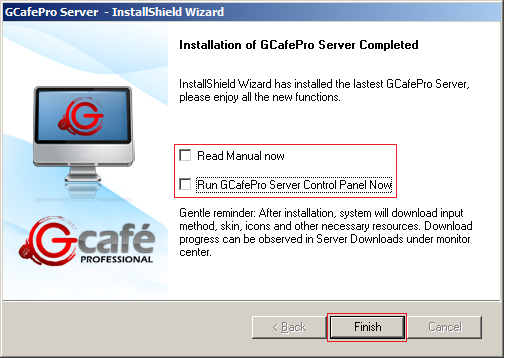 GCafePro Server - InstallShield Wizard
Installation of GCafePro Server Completed
InstallShield Wizard has installed the lastest GCafePro Server,
please enjoy all the new functions.
Read Manual now
Run GCafePro Server Control Panel Now
Gentle reminder: After installation, system will download input
method, skin, icons and other necessary resources. Download
progress can be observed in Server Downloads under monitor
center.
Gcafé
PROFESSIONAL
< Back
Finish
Cancel